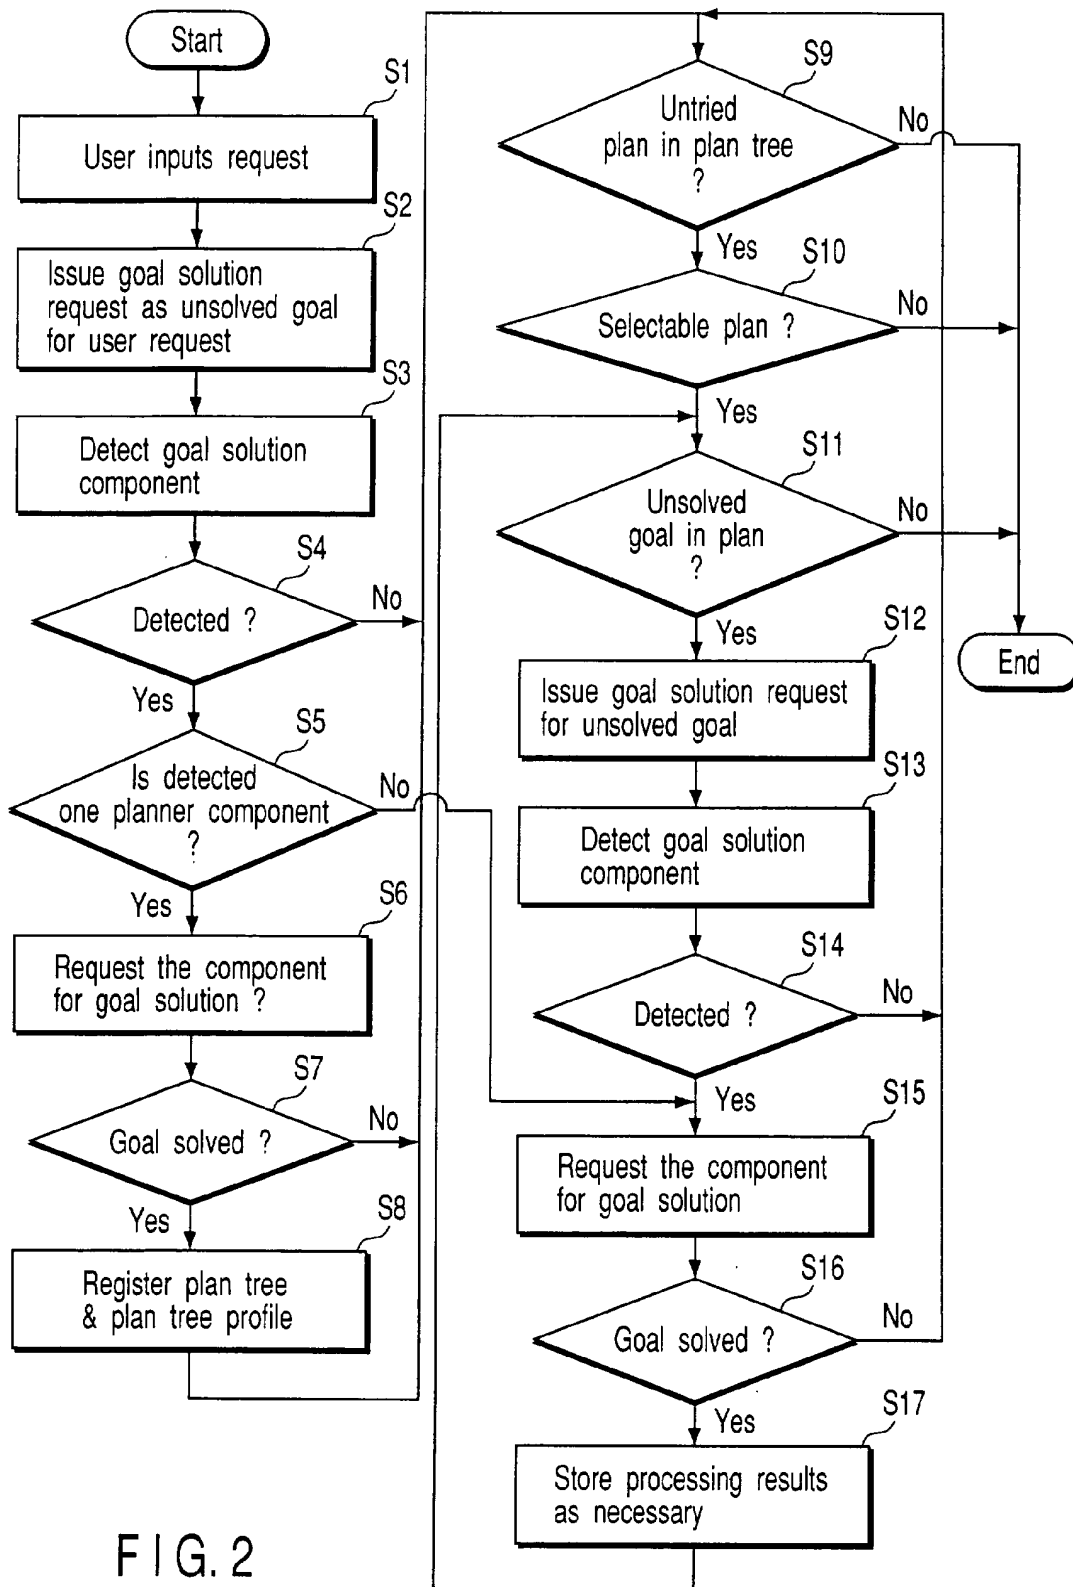 Start
S1
User inputs request
S2
Issue goal solution
request as unsolved goal
for user request
S3
Detect goal solution
component
S4
Detected ?
No
Yes
S5
Is detected
one planner component
?
No
Yes
S6
Request the component
for goal solution ?
S7
Goal solved ?
No
Yes
S8
Register plan tree
& plan tree profile
S9
Untried
plan in plan tree
?
No
Yes
S10
Selectable plan ?
No
Yes
S11
Unsolved
goal in plan
?
No
Yes
End
S12
Issue goal solution request
for unsolved goal
S13
Detect goal solution
component
S14
Detected ?
No
Yes
S15
Request the component
for goal solution
S16
Goal solved ?
No
Yes
S17
Store processing results
as necessary
FIG. 2